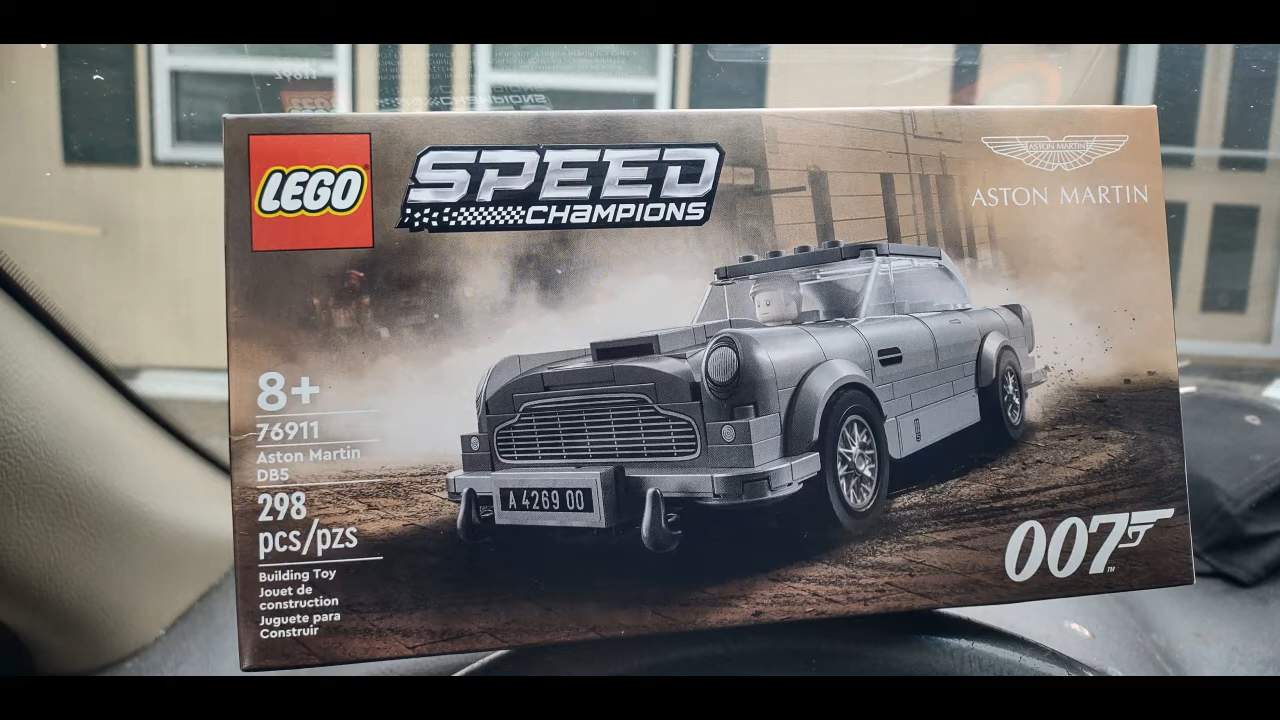 LEGO
SPEED
CHAMPIONS
ASTON MARTIN
ASTON MARTIN
8+
76911
Aston Martin
DB5
298
pcs/pzs
Building Toy
Jouet de
construction
Juguete para
Construir
A 4269 00
007
TM